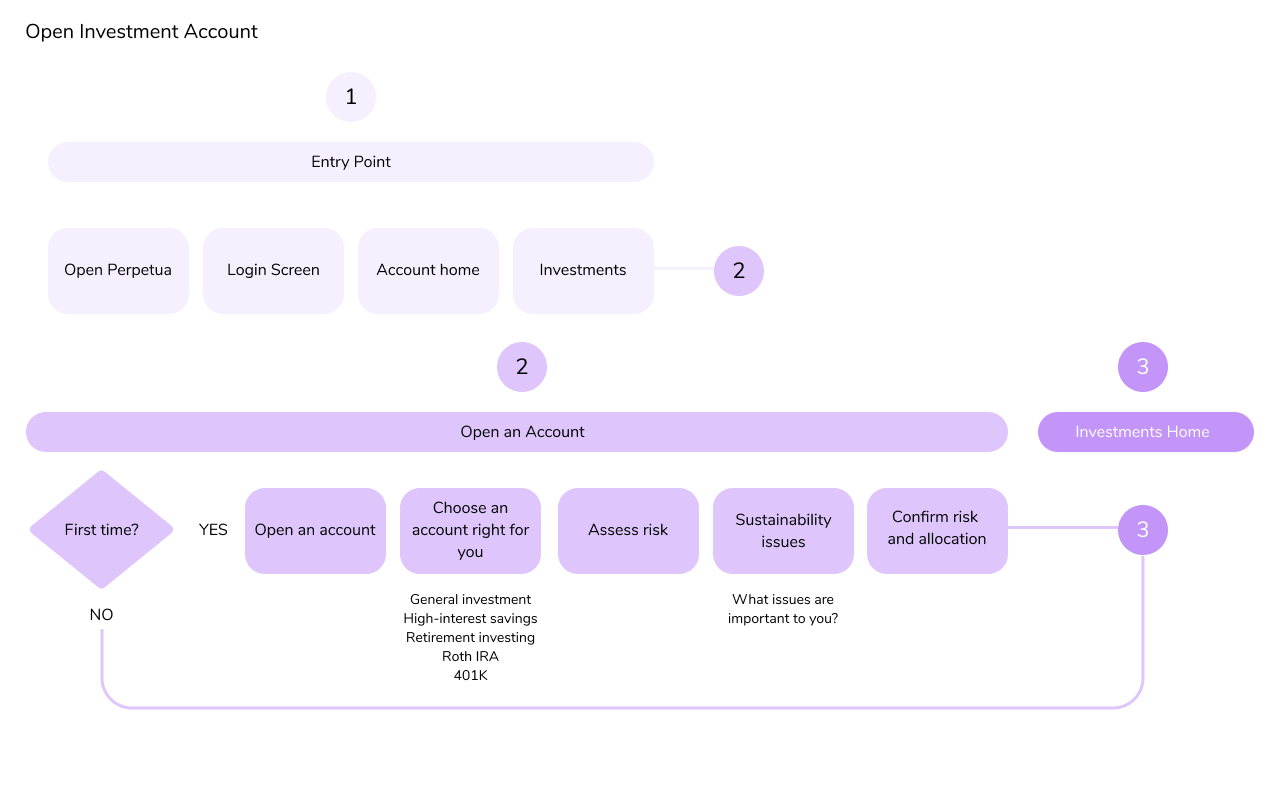 Open Investment Account
1
Entry Point
Open Perpetua
Login Screen
Account home
Investments
2
2
3
Open an Account
Investments Home
First time?
YES
Open an account
Choose an
account right for
you
Assess risk
Sustainability
issues
Confirm risk
and allocation
3
NO
General investment
High-interest savings
Retirement investing
Roth IRA
401K
What issues are
important to you?